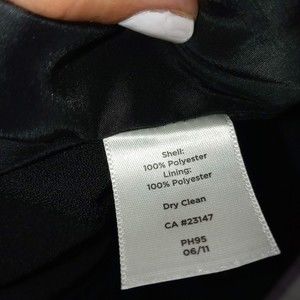 Shell:
100% Polyester
Lining:
100% Polyester
Dry Clean
CA #23147
PH95
06/11